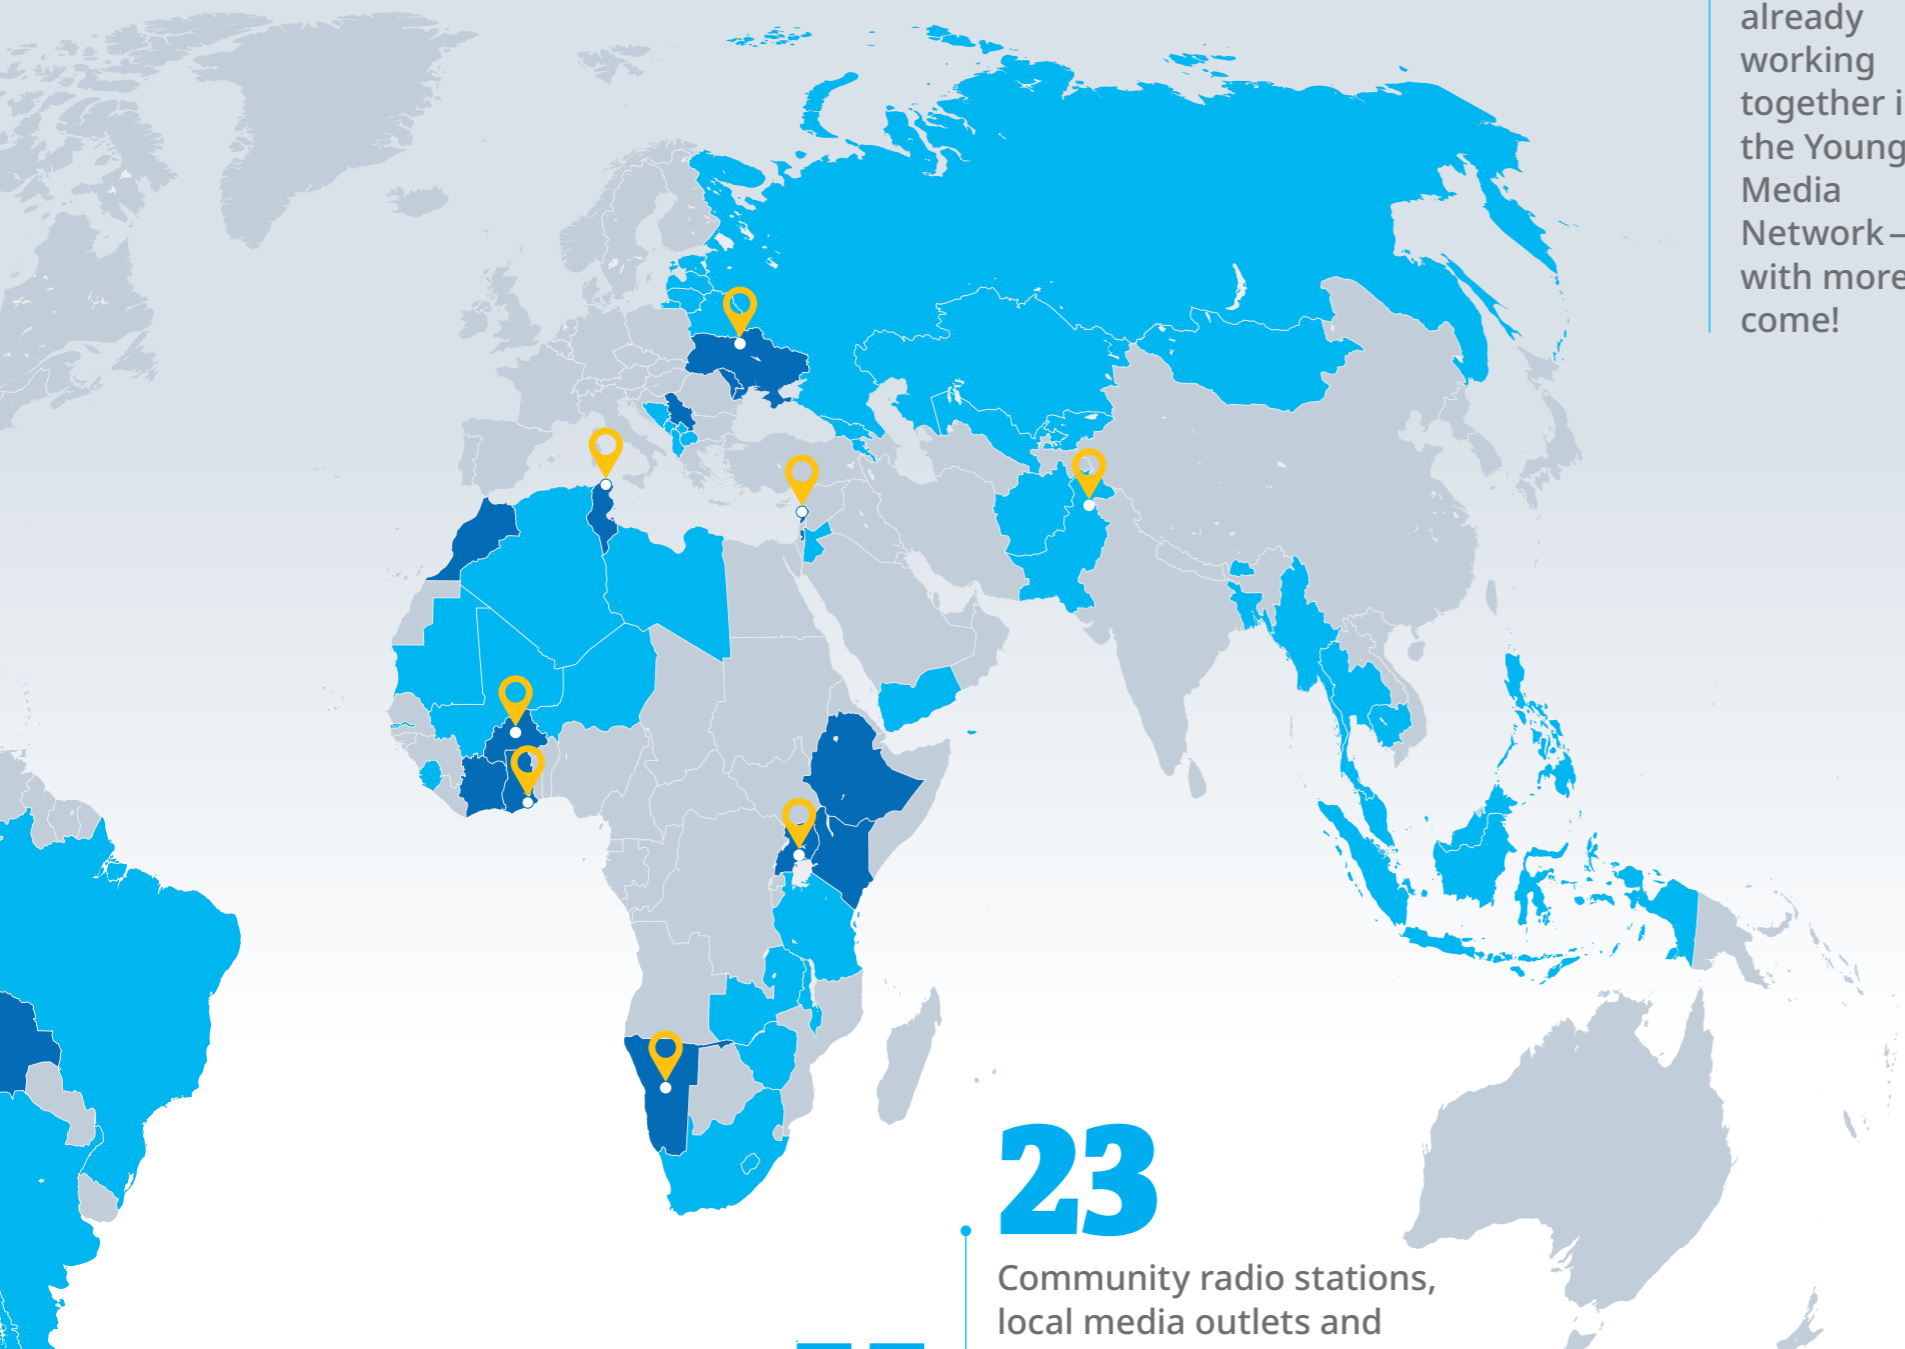 already
working
together i
the Young
Media
Network–
with more
come!
23
Community radio stations,
local media outlets and